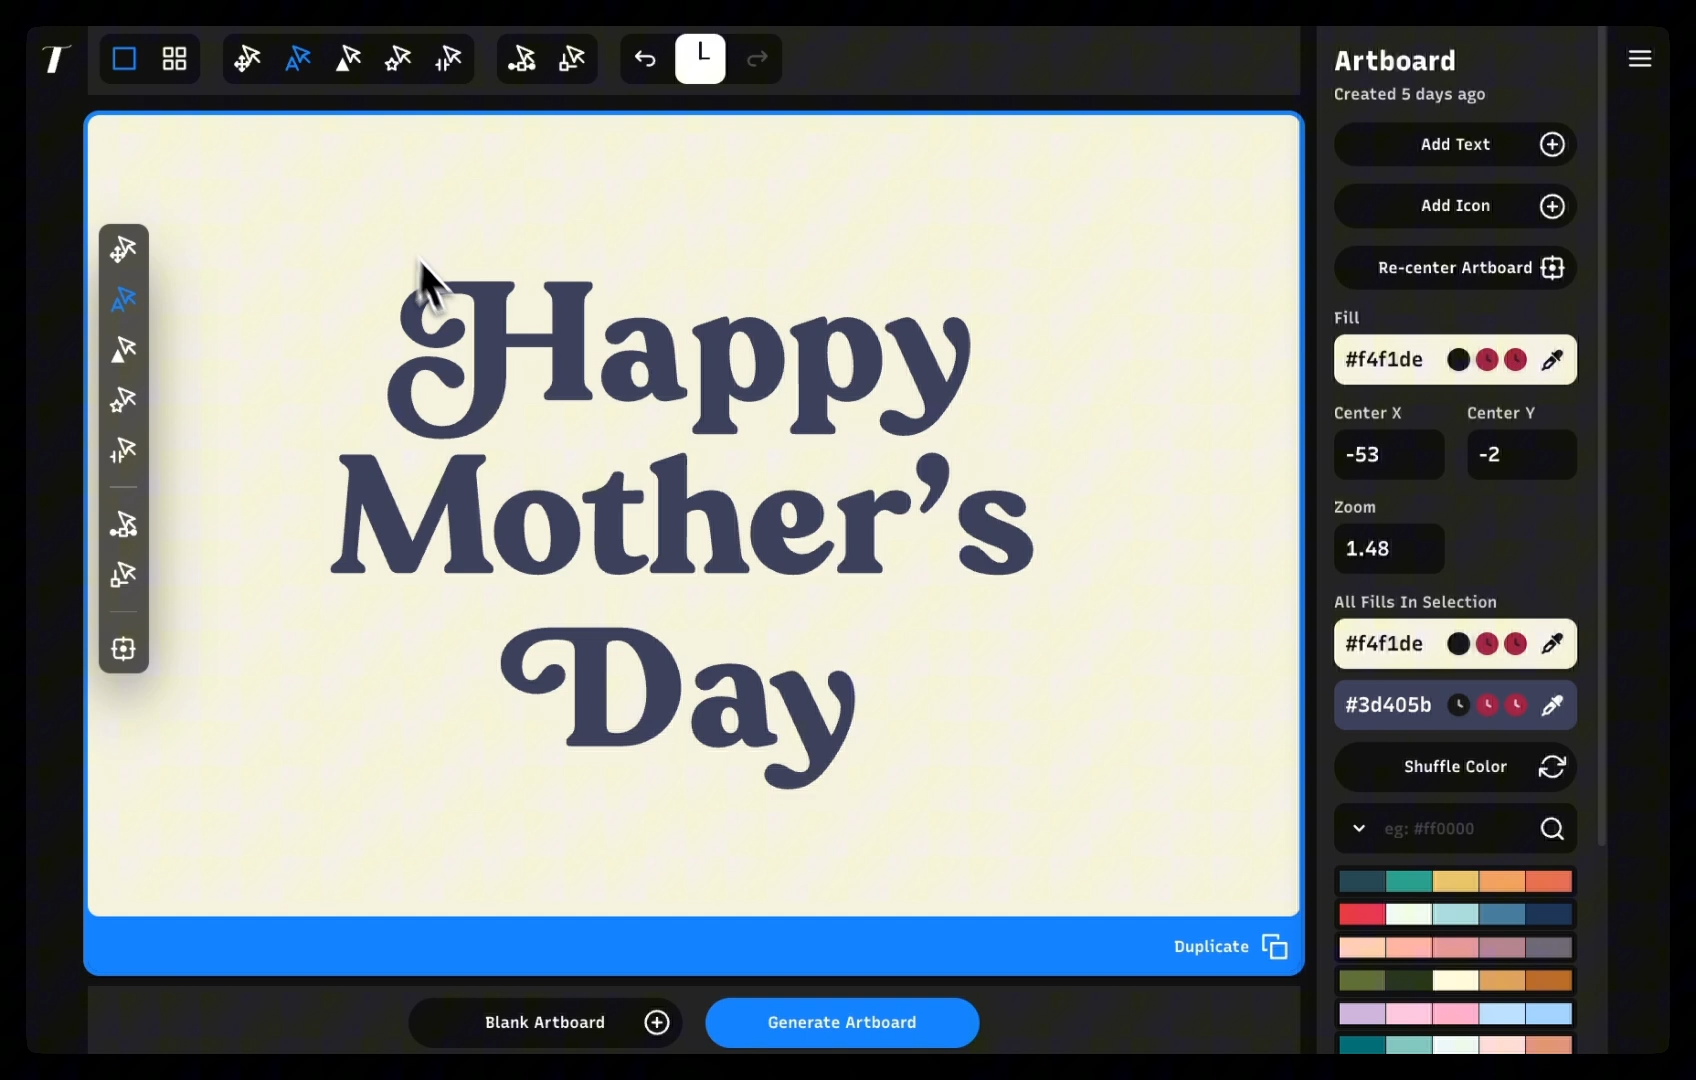 T
Artboard
Created 5 days ago
Add Text
Add Icon
Re-center Artboard
Fill
#f4f1de
Center X
Center Y
-53
-2
Zoom
1.48
All Fills In Selection
#f4f1de
#3d405b
Shuffle Color
eg: #ff0000
Happy
Mother’s
Day
Duplicate
Blank Artboard
Generate Artboard